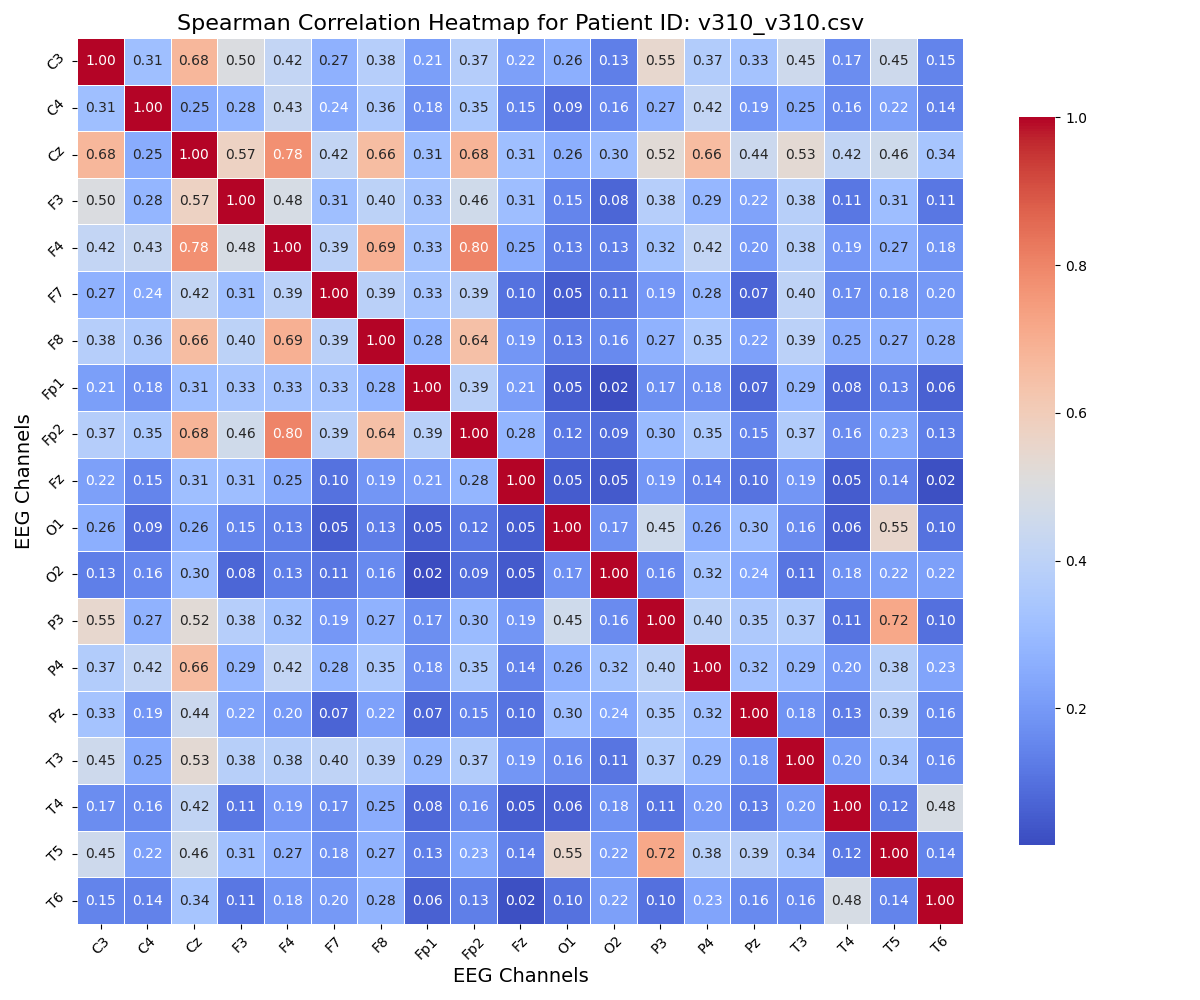 Spearman Correlation Heatmap for Patient ID: v310_v310.csv
C3 1.00 0.31 0.68 0.50 0.42 0.27 0.38 0.21 0.37 0.22 0.26 0.13 0.55 0.37 0.33 0.45 0.17 0.45 0.15
C4 0.31 1.00 0.25 0.28 0.43 0.24 0.36 0.18 0.35 0.15 0.09 0.16 0.27 0.42 0.19 0.25 0.16 0.22 0.14
Cz 0.68 0.25 1.00 0.57 0.78 0.42 0.66 0.31 0.68 0.31 0.26 0.30 0.52 0.66 0.44 0.53 0.42 0.46 0.34
F3 0.50 0.28 0.57 1.00 0.48 0.31 0.40 0.33 0.46 0.31 0.15 0.08 0.38 0.29 0.22 0.38 0.11 0.31 0.11
F4 0.42 0.43 0.78 0.48 1.00 0.39 0.69 0.33 0.80 0.25 0.13 0.13 0.32 0.42 0.20 0.38 0.19 0.27 0.18
F7 0.27 0.24 0.42 0.31 0.39 1.00 0.39 0.33 0.39 0.10 0.05 0.11 0.19 0.28 0.07 0.40 0.17 0.18 0.20
F8 0.38 0.36 0.66 0.40 0.69 0.39 1.00 0.28 0.64 0.19 0.13 0.16 0.27 0.35 0.22 0.39 0.25 0.27 0.28
Fp1 0.21 0.18 0.31 0.33 0.33 0.33 0.28 1.00 0.39 0.21 0.05 0.02 0.17 0.18 0.07 0.29 0.08 0.13 0.06
Fp2 0.37 0.35 0.68 0.46 0.80 0.39 0.64 0.39 1.00 0.28 0.12 0.09 0.30 0.35 0.15 0.37 0.16 0.23 0.13
Fz 0.22 0.15 0.31 0.31 0.25 0.10 0.19 0.21 0.28 1.00 0.05 0.05 0.19 0.14 0.10 0.19 0.05 0.14 0.02
O1 0.26 0.09 0.26 0.15 0.13 0.05 0.13 0.05 0.12 0.05 1.00 0.17 0.45 0.26 0.30 0.16 0.06 0.55 0.10
O2 0.13 0.16 0.30 0.08 0.13 0.11 0.16 0.02 0.09 0.05 0.17 1.00 0.16 0.32 0.24 0.11 0.18 0.22 0.22
P3 0.55 0.27 0.52 0.38 0.32 0.19 0.27 0.17 0.30 0.19 0.45 0.16 1.00 0.40 0.35 0.37 0.11 0.72 0.10
P4 0.37 0.42 0.66 0.29 0.42 0.28 0.35 0.18 0.35 0.14 0.26 0.32 0.40 1.00 0.32 0.29 0.20 0.38 0.23
Pz 0.33 0.19 0.44 0.22 0.20 0.07 0.22 0.07 0.15 0.10 0.30 0.24 0.35 0.32 1.00 0.18 0.13 0.39 0.16
T3 0.45 0.25 0.53 0.38 0.38 0.40 0.39 0.29 0.37 0.19 0.16 0.11 0.37 0.29 0.18 1.00 0.20 0.34 0.16
T4 0.17 0.16 0.42 0.11 0.19 0.17 0.25 0.08 0.16 0.05 0.06 0.18 0.11 0.20 0.13 0.20 1.00 0.12 0.48
T5 0.45 0.22 0.46 0.31 0.27 0.18 0.27 0.13 0.23 0.14 0.55 0.22 0.72 0.38 0.39 0.34 0.12 1.00 0.14
T6 0.15 0.14 0.34 0.11 0.18 0.20 0.28 0.06 0.13 0.02 0.10 0.22 0.10 0.23 0.16 0.16 0.48 0.14 1.00
C3 C4 Cz F3 F4 F7 F8 Fp1 Fp2 Fz O1 O2 P3 P4 Pz T3 T4 T5 T6
EEG Channels
EEG Channels
1.0
0.8
0.6
0.4
0.2